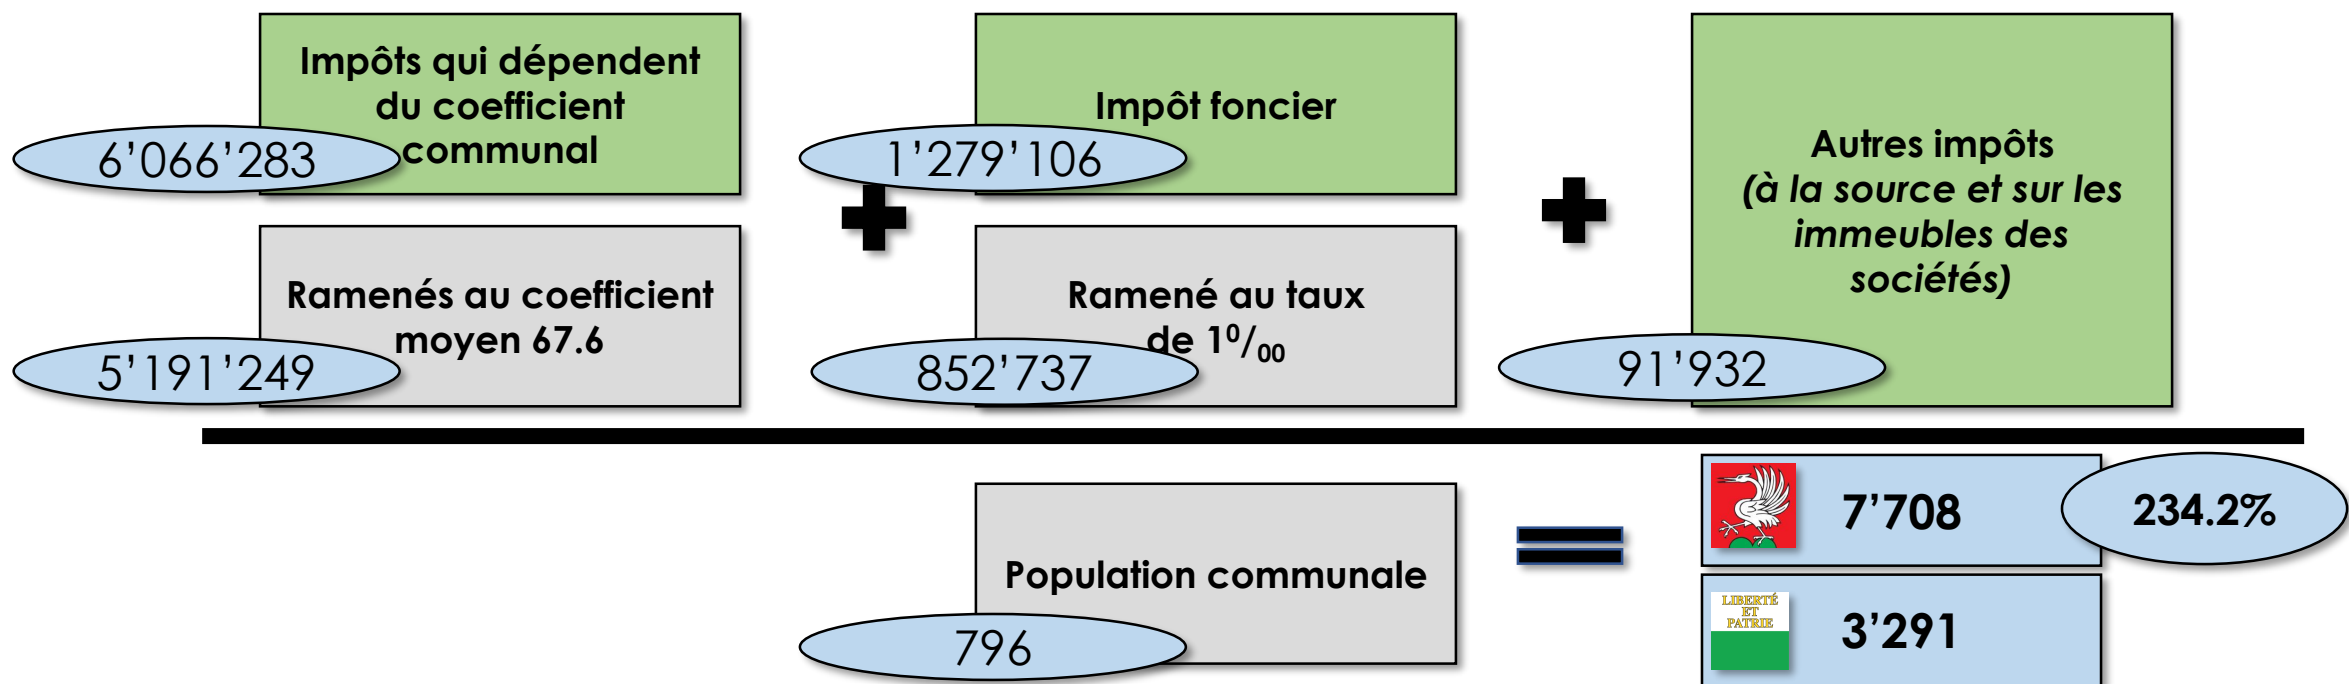 Impôts qui dépendent
du coefficient
communal
6’066’283
Impôt foncier
1’279’106
Autres impôts
(à la source et sur les
immeubles des
sociétés)
91’932
Ramenés au coefficient
moyen 67.6
5’191’249
Ramené au taux
de 1⁰/₀₀
852’737
Population communale
796
7’708
234.2%
LIBERTÉ
ET
PATRIE
3’291